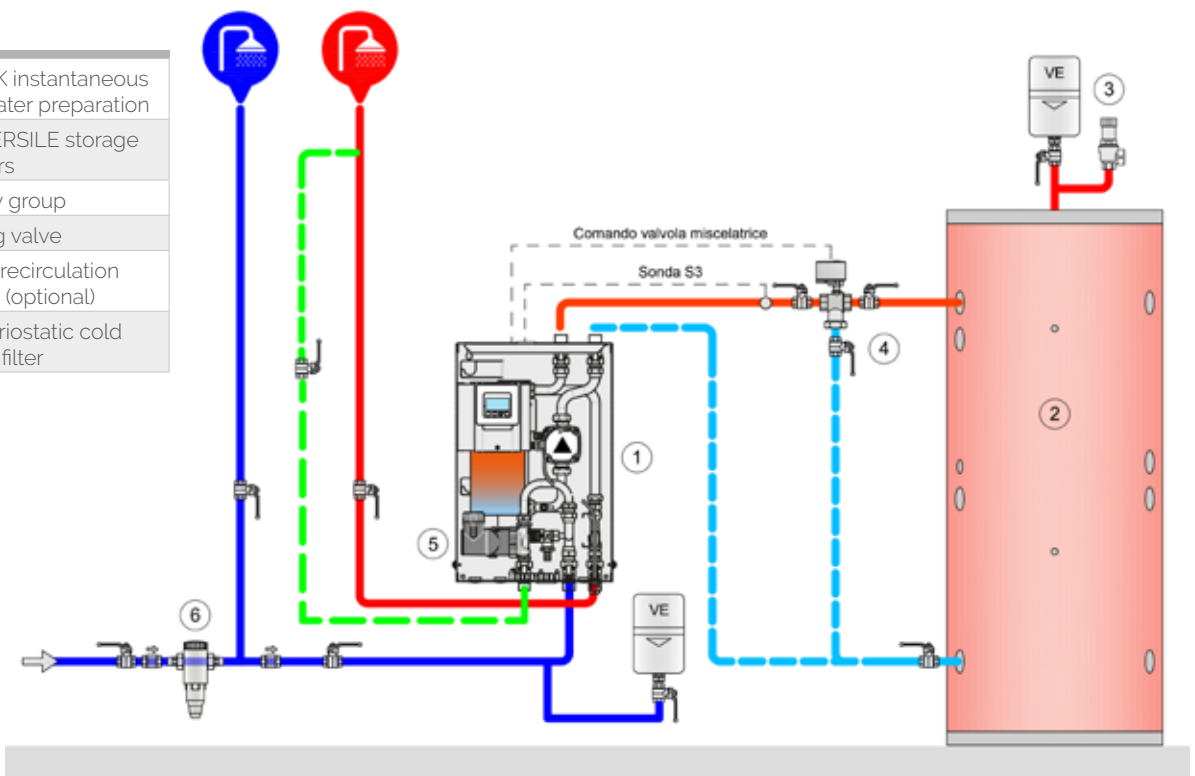 K instantaneous
ater preparation
ERSILE storage
rs
y group
g valve
recirculation
(optional)
riostatic cold
filter
VE
3
Comando valvola miscelatrice
Sonda S3
4
2
1
5
VE
6